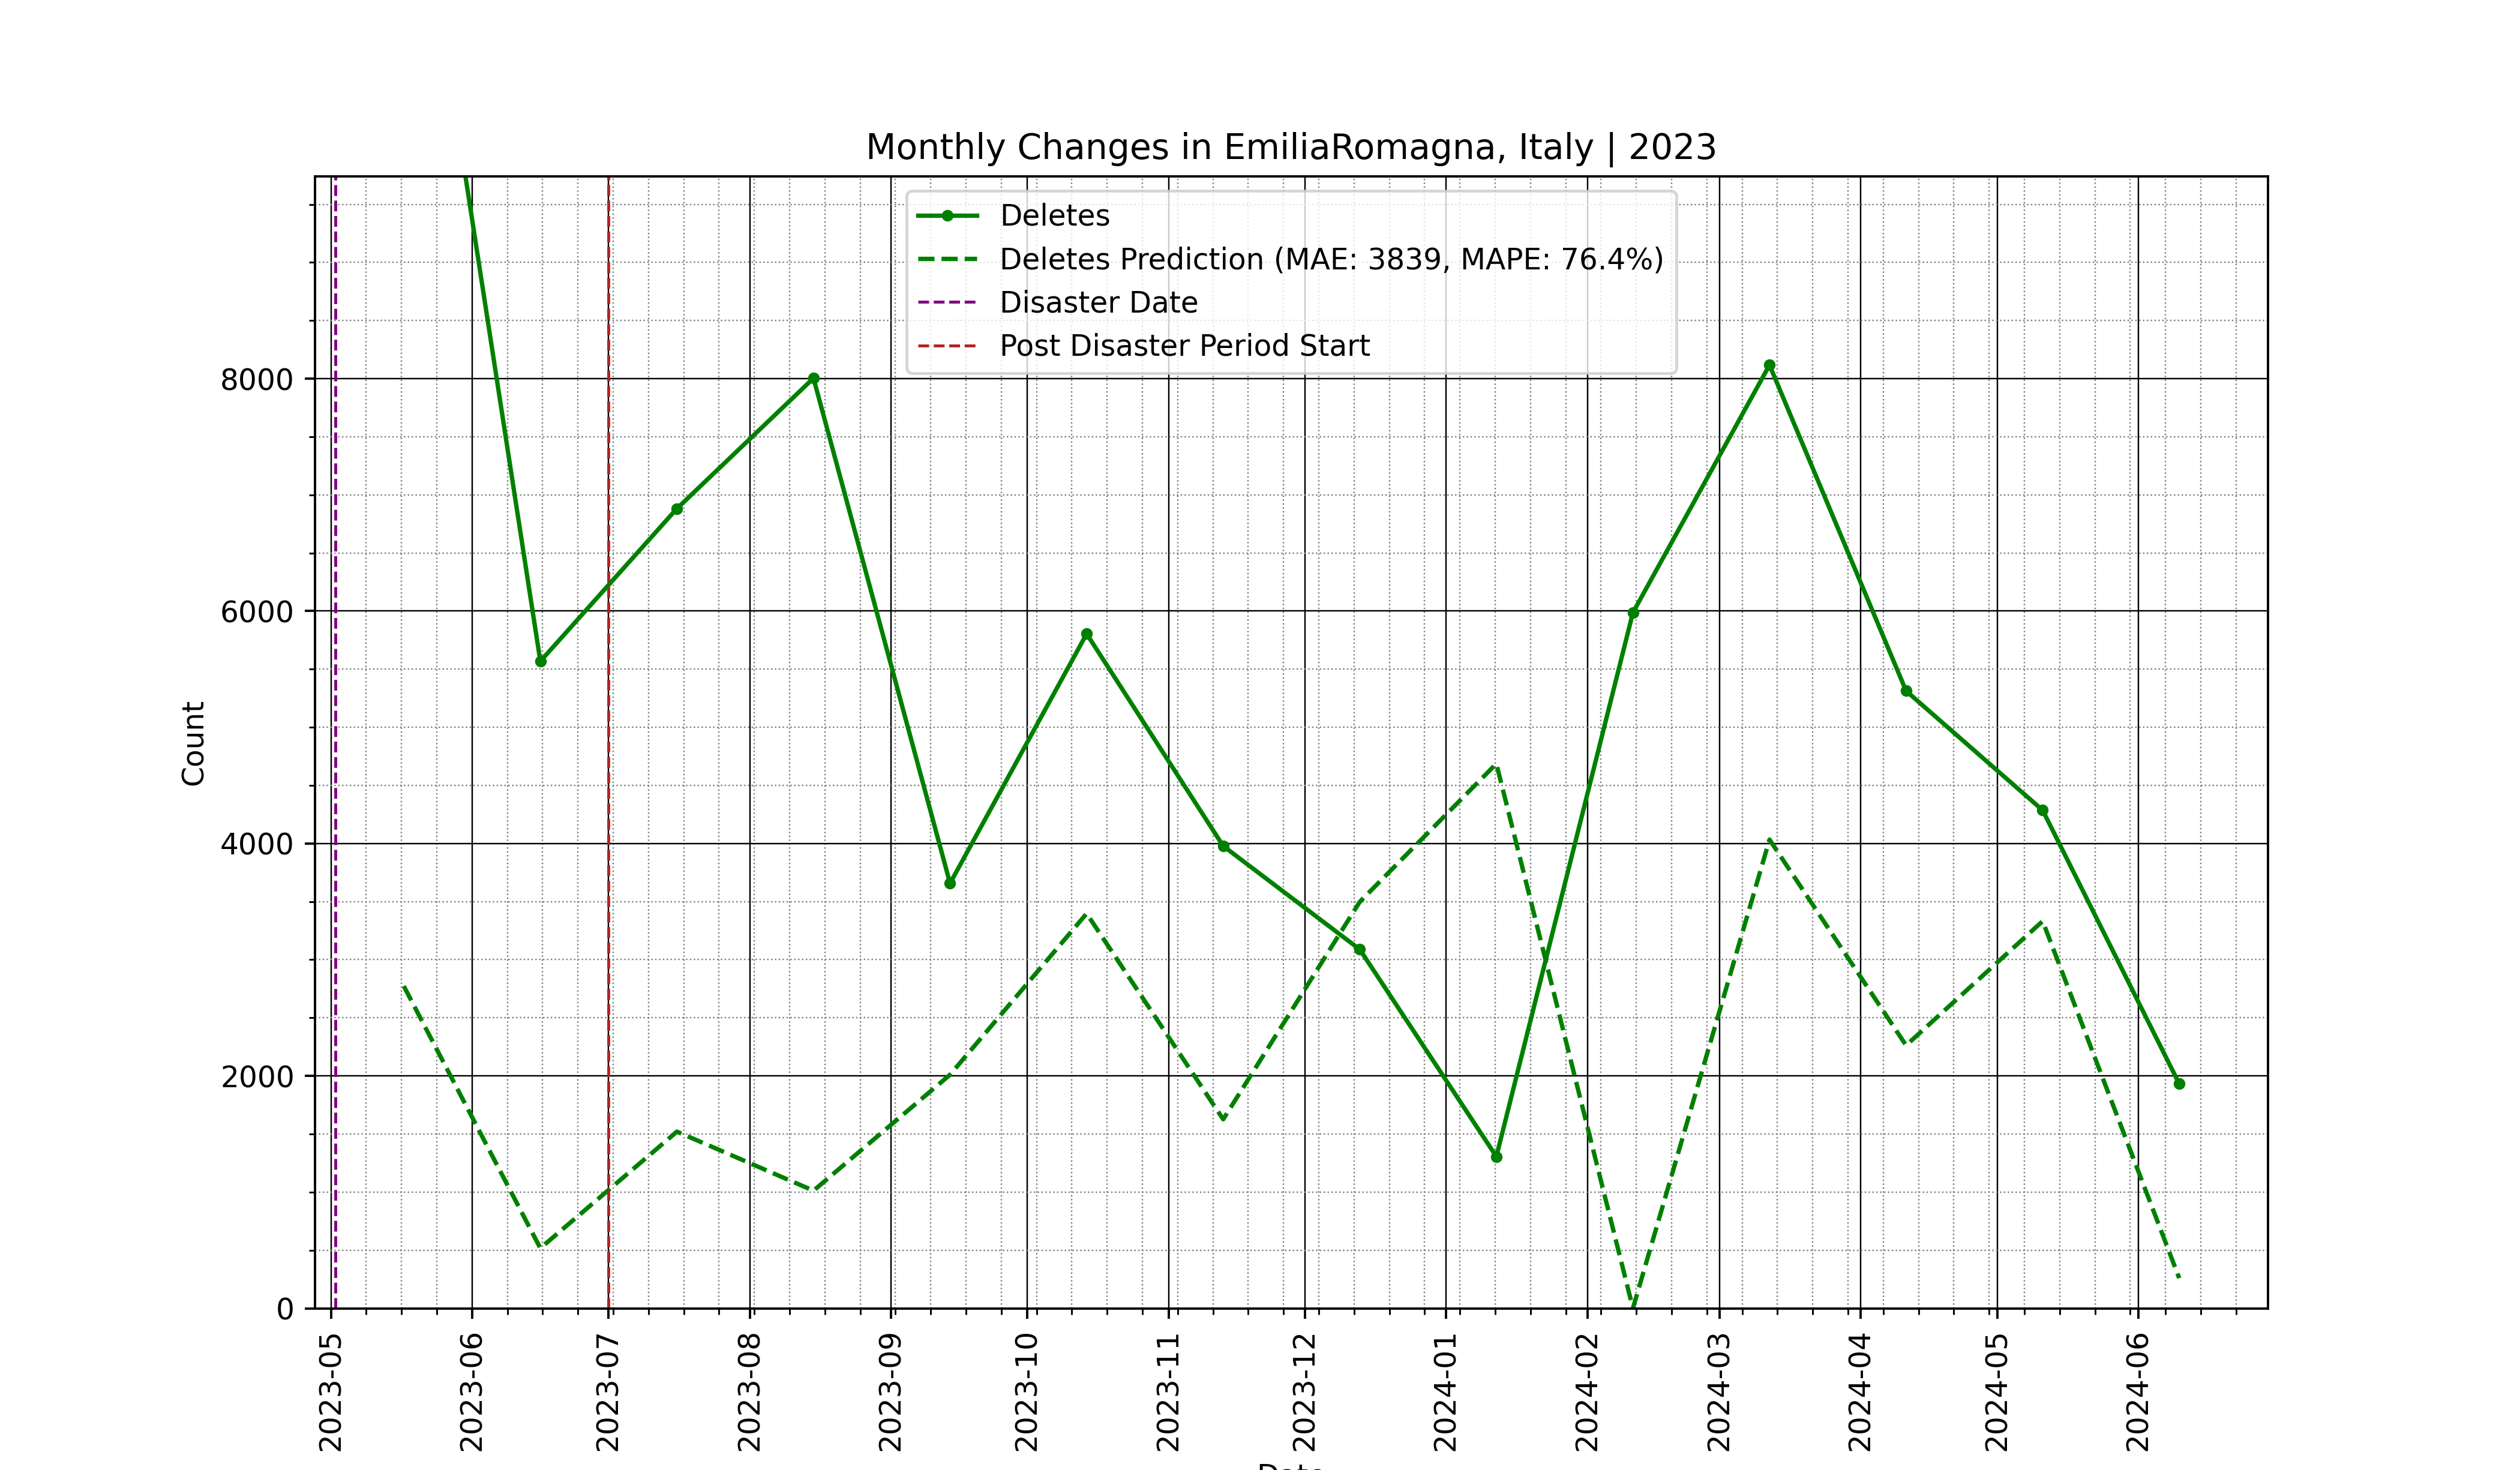 Monthly Changes in EmiliaRomagna, Italy | 2023
Deletes
Deletes Prediction (MAE: 3839, MAPE: 76.4%)
Disaster Date
Post Disaster Period Start
Count
8000
6000
4000
2000
0
2023-05
2023-06
2023-07
2023-08
2023-09
2023-10
2023-11
2023-12
2024-01
2024-02
2024-03
2024-04
2024-05
2024-06
Date